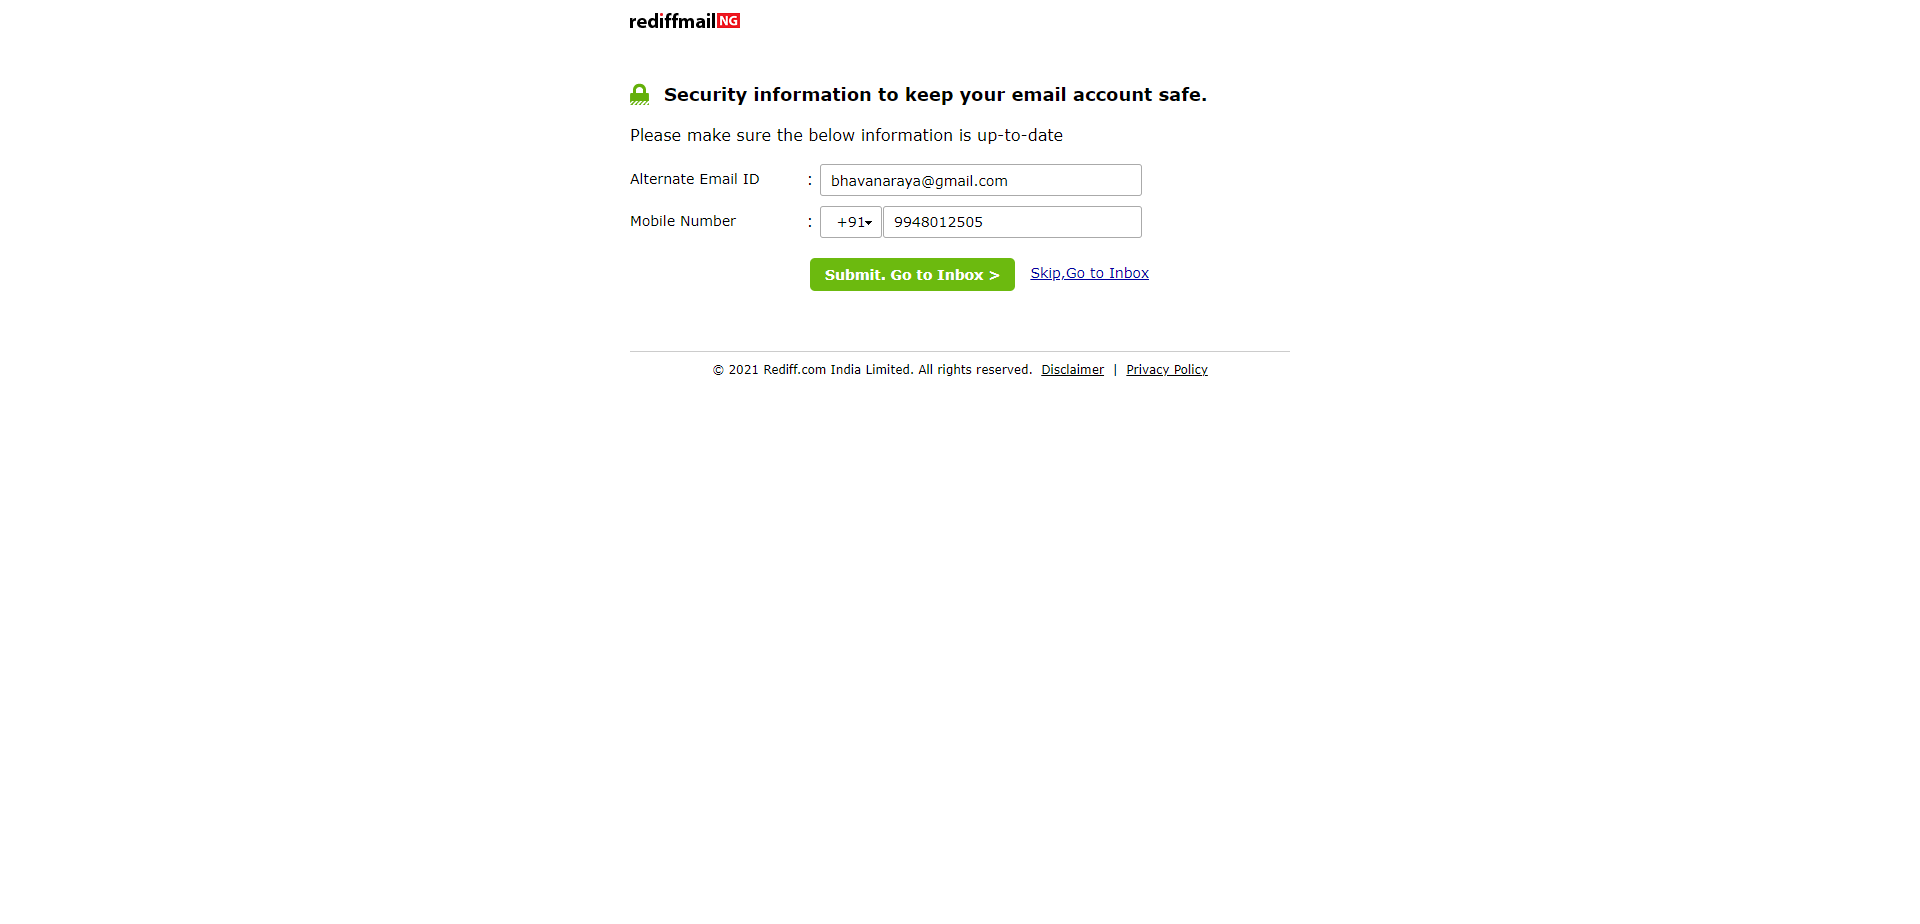 rediffmail NG
Security information to keep your email account safe.
Please make sure the below information is up-to-date
Alternate Email ID : bhavanaraya@gmail.com
Mobile Number : +91 9948012505
Submit. Go to Inbox > Skip,Go to Inbox
© 2021 Rediff.com India Limited. All rights reserved. Disclaimer | Privacy Policy